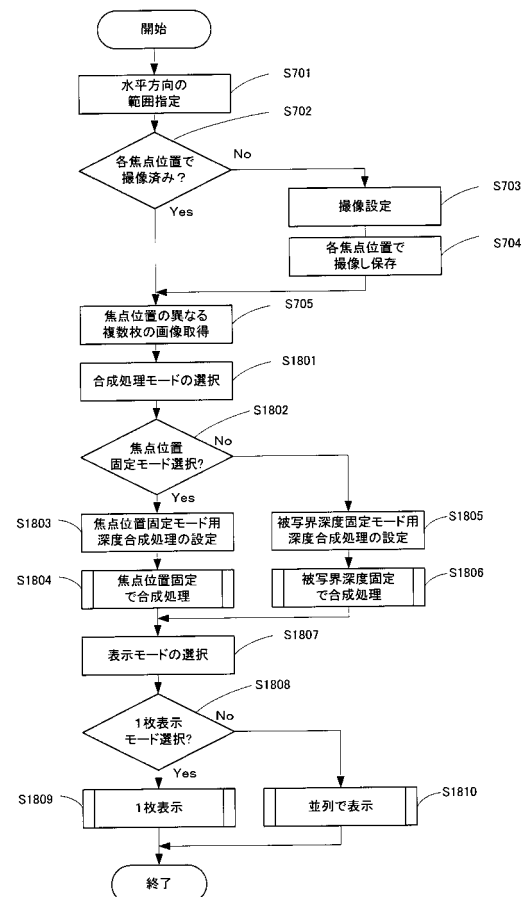 開始
水平方向の
範囲指定
S701
S702
各焦点位置で
撮像済み？
No
Yes
撮像設定
S703
各焦点位置で
撮像し保存
S704
焦点位置の異なる
複数枚の画像取得
S705
合成処理モードの選択
S1801
S1802
焦点位置
固定モード選択?
No
Yes
S1803
焦点位置固定モード用
深度合成処理の設定
被写界深度固定モード用
深度合成処理の設定
S1805
S1804
焦点位置固定
で合成処理
被写界深度固定
で合成処理
S1806
表示モードの選択
S1807
S1808
1枚表示
モード選択?
No
Yes
S1809
1枚表示
並列で表示
S1810
終了